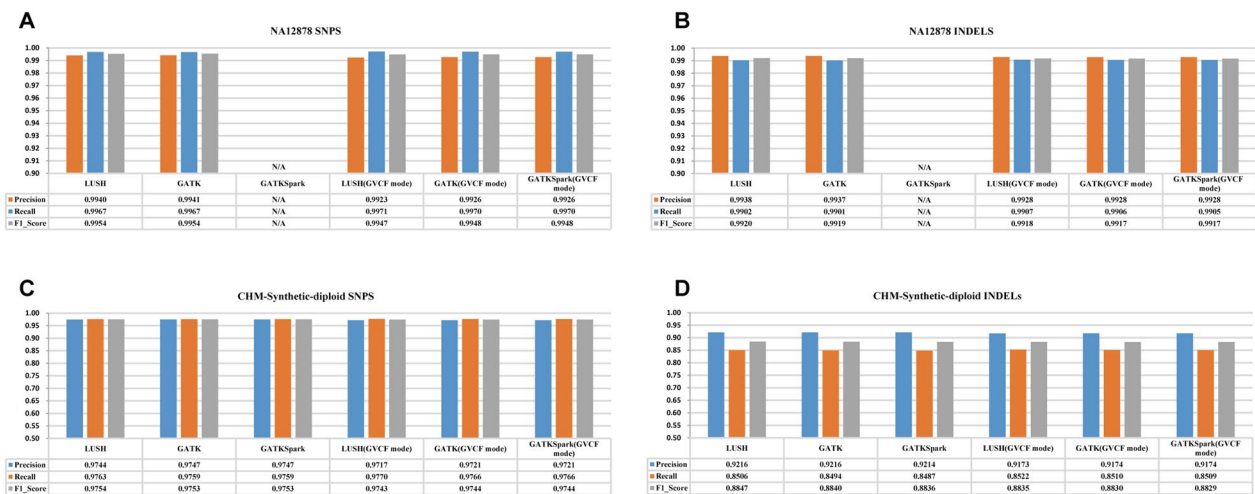 A
NA12878 SNPS
1.00
0.99
0.98
0.97
0.96
0.95
0.94
0.93
0.92
0.91
0.90
N/A
LUSH GATK GATKSpark LUSH(GVCF mode) GATK(GVCF mode) GATKSpark(GVCF
mode)
Precision 0.9940 0.9941 N/A 0.9923 0.9926 0.9926
Recall 0.9967 0.9967 N/A 0.9971 0.9970 0.9970
F1_Score 0.9954 0.9954 N/A 0.9947 0.9948 0.9948
B
NA12878 INDELS
1.00
0.99
0.98
0.97
0.96
0.95
0.94
0.93
0.92
0.91
0.90
N/A
LUSH GATK GATKSpark LUSH(GVCF mode) GATK(GVCF mode) GATKSpark(GVCF
mode)
Precision 0.9938 0.9937 N/A 0.9928 0.9928 0.9928
Recall 0.9902 0.9901 N/A 0.9907 0.9906 0.9905
F1_Score 0.9920 0.9919 N/A 0.9918 0.9917 0.9917
C
CHM-Synthetic-diploid SNPS
1.00
0.95
0.90
0.85
0.80
0.75
0.70
0.65
0.60
0.55
0.50
LUSH GATK GATKSpark LUSH(GVCF mode) GATK(GVCF mode) GATKSpark(GVCF
mode)
Precision 0.9744 0.9747 0.9747 0.9717 0.9721 0.9721
Recall 0.9763 0.9759 0.9759 0.9770 0.9766 0.9766
F1_Score 0.9754 0.9753 0.9753 0.9743 0.9744 0.9744
D
CHM-Synthetic-diploid INDELs
1.00
0.95
0.90
0.85
0.80
0.75
0.70
0.65
0.60
0.55
0.50
LUSH GATK GATKSpark LUSH(GVCF mode) GATK(GVCF mode) GATKSpark(GVCF
mode)
Precision 0.9216 0.9216 0.9214 0.9173 0.9174 0.9174
Recall 0.8506 0.8494 0.8487 0.8522 0.8510 0.8509
F1_Score 0.8847 0.8840 0.8836 0.8835 0.8830 0.8829